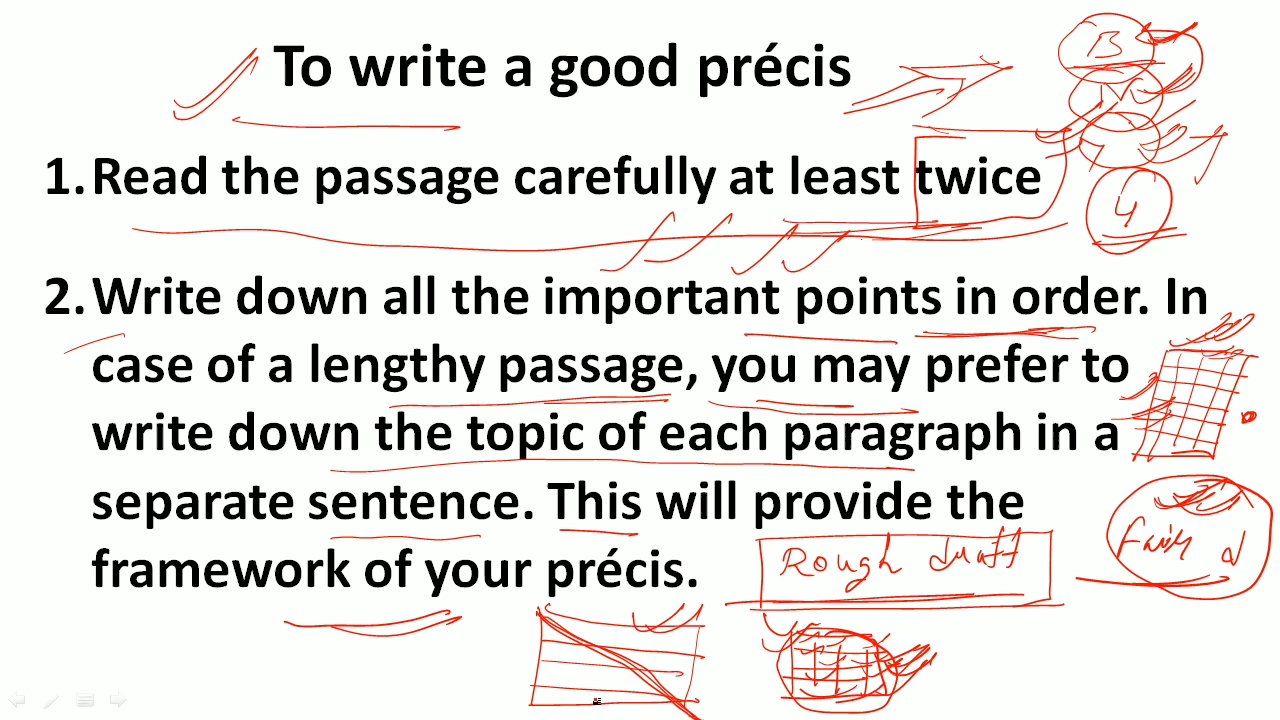 To write a good précis
1. Read the passage carefully at least twice
4
2. Write down all the important points in order. In
case of a lengthy passage, you may prefer to
write down the topic of each paragraph in a
separate sentence. This will provide the
framework of your précis.
Rough draft
Fair d